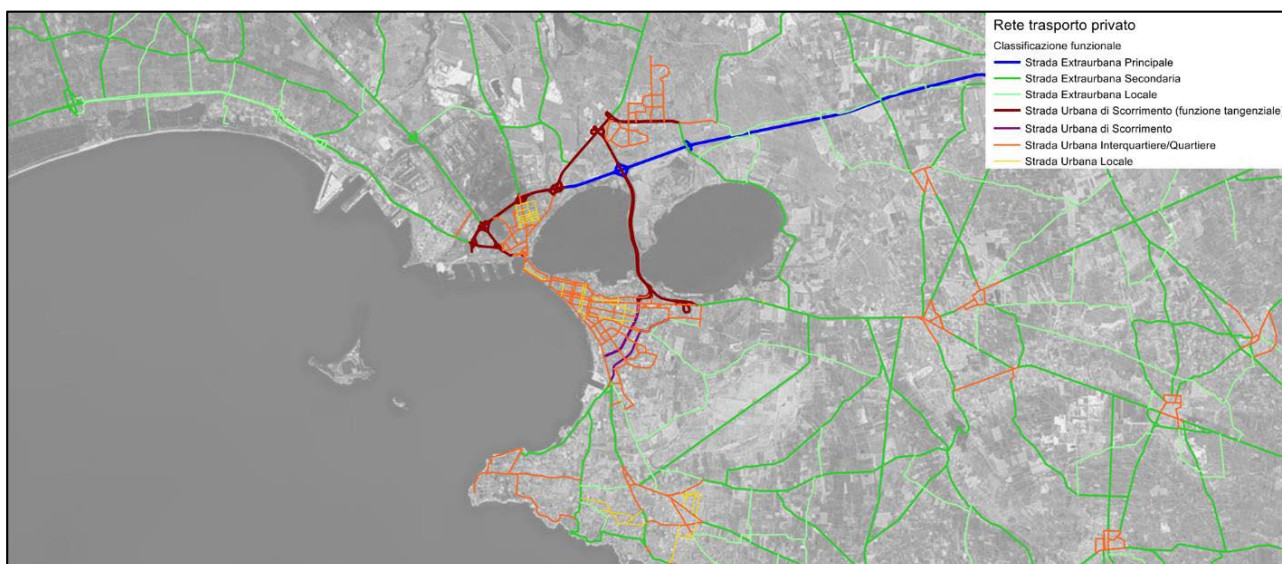 Rete trasporto privato
Classificazione funzionale
Strada Extraurbana Principale
Strada Extraurbana Secondaria
Strada Extraurbana Locale
Strada Urbana di Scorrimento (funzione tangenziale)
Strada Urbana di Scorrimento
Strada Urbana Interquartiere/Quartiere
Strada Urbana Locale